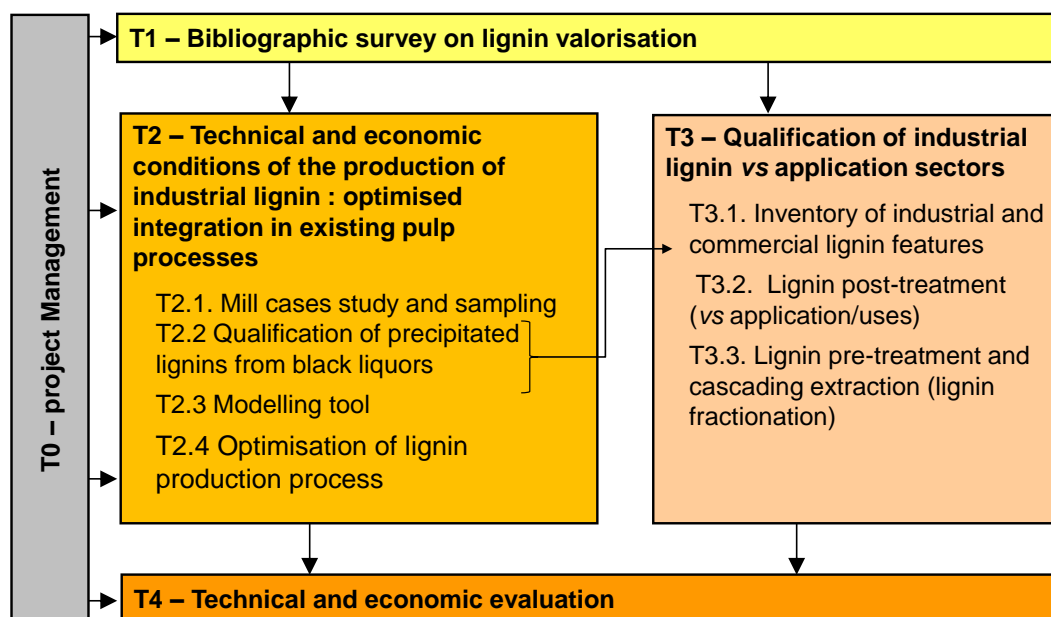 T0 – project Management
T1 – Bibliographic survey on lignin valorisation
T2 – Technical and economic
conditions of the production of
industrial lignin : optimised
integration in existing pulp
processes
T2.1. Mill cases study and sampling
T2.2 Qualification of precipitated
lignins from black liquors
T2.3 Modelling tool
T2.4 Optimisation of lignin
production process
T3 – Qualification of industrial
lignin vs application sectors
T3.1. Inventory of industrial and
commercial lignin features
T3.2. Lignin post-treatment
(vs application/uses)
T3.3. Lignin pre-treatment and
cascading extraction (lignin
fractionation)
T4 – Technical and economic evaluation